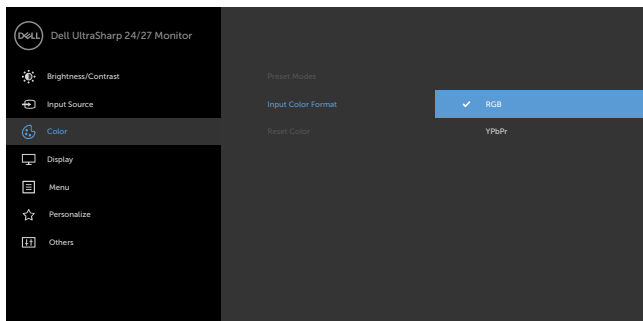 DELL Dell UltraSharp 24/27 Monitor
Brightness/Contrast
Preset Modes
Input Source
Input Color Format
RGB
Color
Reset Color
YPbPr
Display
Menu
Personalize
Others